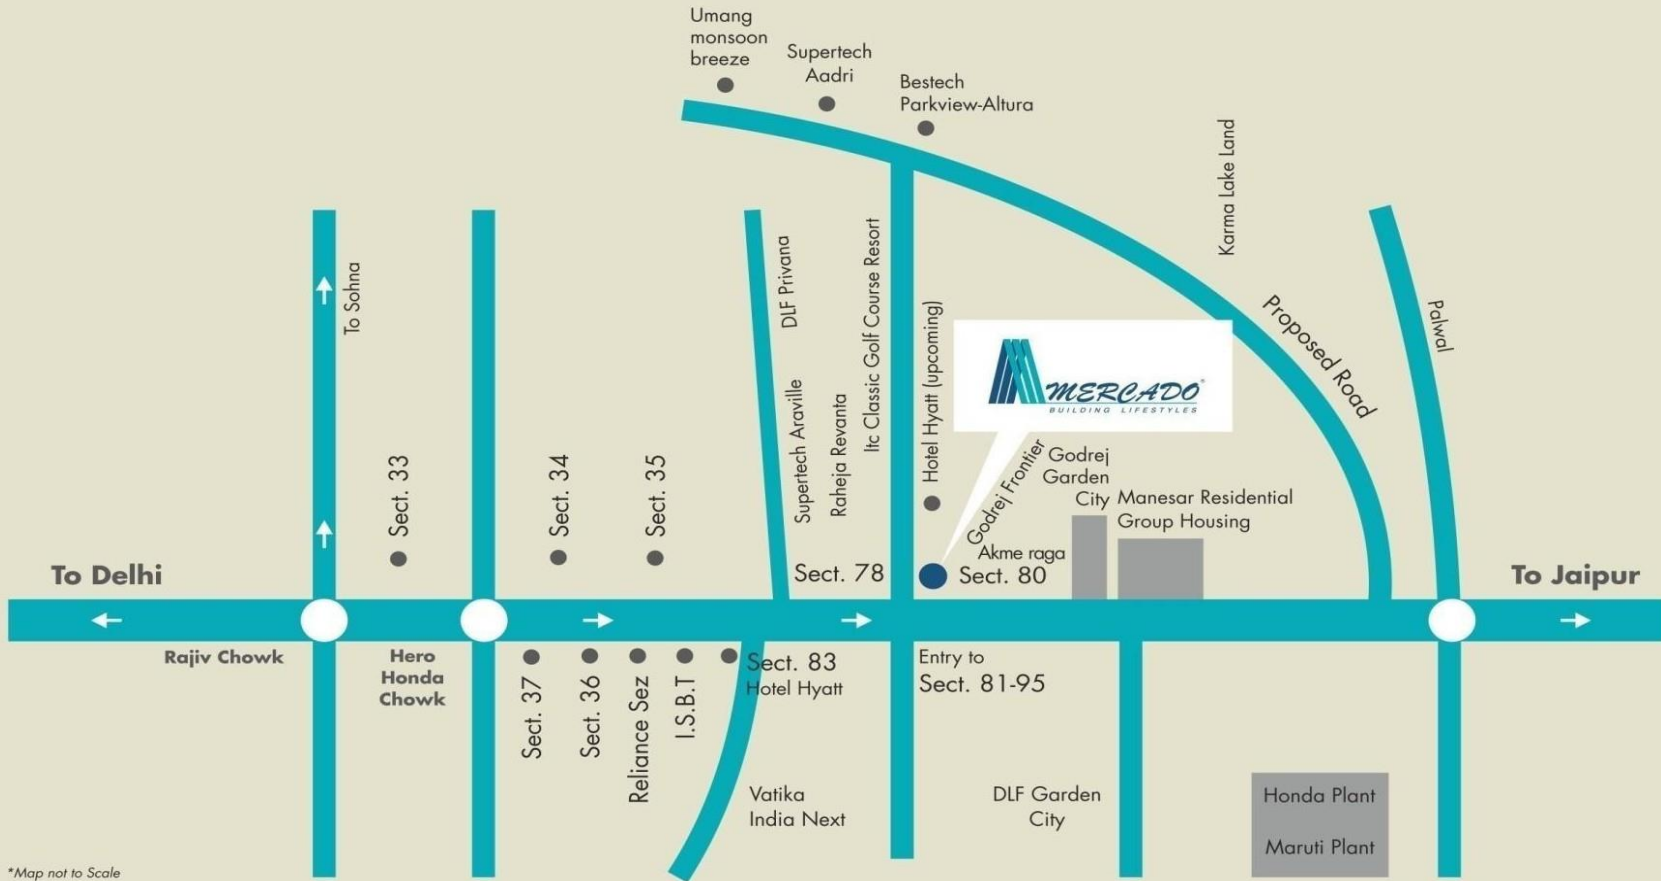 Umang
monsoon
breeze
Supertech
Aadri
Bestech
Parkview-Altura
Karma Lake Land
To Sohna
DLF Privana
Itc Classic Golf Course Resort
Hotel Hyatt (upcoming)
Proposed Road
Palwal
MERCADO
BUILDING LIFESTYLES
Sect. 33
Sect. 34
Sect. 35
Supertech Araville
Raheja Revanta
Godrej Frontier
Godrej
Garden
City
Manesar Residential
Group Housing
Akme raga
To Delhi
Sect. 78
Sect. 80
To Jaipur
Rajiv Chowk
Hero
Honda
Chowk
Sect. 37
Sect. 36
Reliance Sez
I.S.B.T
Sect. 83
Hotel Hyatt
Entry to
Sect. 81-95
Vatika
India Next
DLF Garden
City
Honda Plant
Maruti Plant
*Map not to Scale